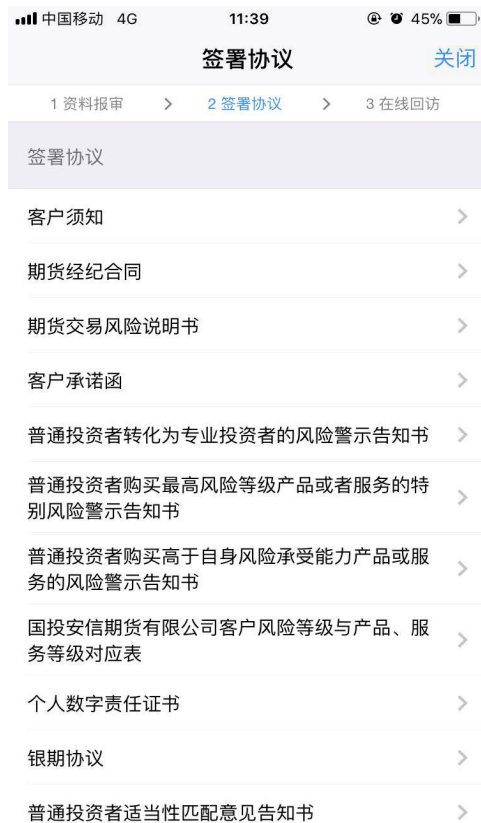 中国移动 4G 11:39 45%
签署协议 关闭
1 资料报审 > 2 签署协议 > 3 在线回访
签署协议
客户须知
期货经纪合同
期货交易风险说明书
客户承诺函
普通投资者转化为专业投资者的风险警示告知书
普通投资者购买最高风险等级产品或者服务的特
别风险警示告知书
普通投资者购买高于自身风险承受能力产品或服
务的风险警示告知书
国投安信期货有限公司客户风险等级与产品、服
务等级对应表
个人数字责任证书
银期协议
普通投资者适当性匹配意见告知书